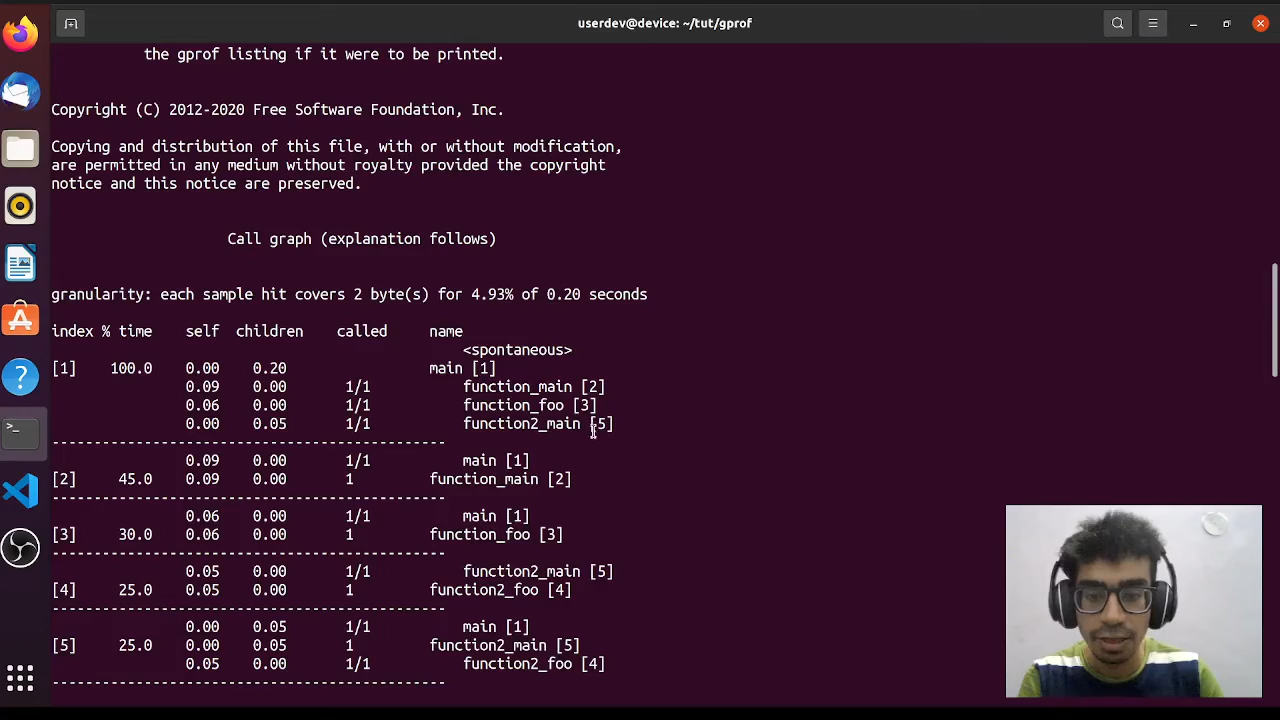 userdev@device: ~/tut/gprof
the gprof listing if it were to be printed.
Copyright (C) 2012-2020 Free Software Foundation, Inc.
Copying and distribution of this file, with or without modification,
are permitted in any medium without royalty provided the copyright
notice and this notice are preserved.
Call graph (explanation follows)
granularity: each sample hit covers 2 byte(s) for 4.93% of 0.20 seconds
index % time self children called name
<spontaneous>
[1] 100.0 0.00 0.20 main [1]
0.09 0.00 1/1 function_main [2]
0.06 0.00 1/1 function_foo [3]
0.00 0.05 1/1 function2_main [5]
-----------------------------------------------
0.09 0.00 1/1 main [1]
[2] 45.0 0.09 0.00 1 function_main [2]
-----------------------------------------------
0.06 0.00 1/1 main [1]
[3] 30.0 0.06 0.00 1 function_foo [3]
-----------------------------------------------
0.05 0.00 1/1 function2_main [5]
[4] 25.0 0.05 0.00 1 function2_foo [4]
-----------------------------------------------
0.00 0.05 1/1 main [1]
[5] 25.0 0.00 0.05 1 function2_main [5]
0.05 0.00 1/1 function2_foo [4]
-----------------------------------------------